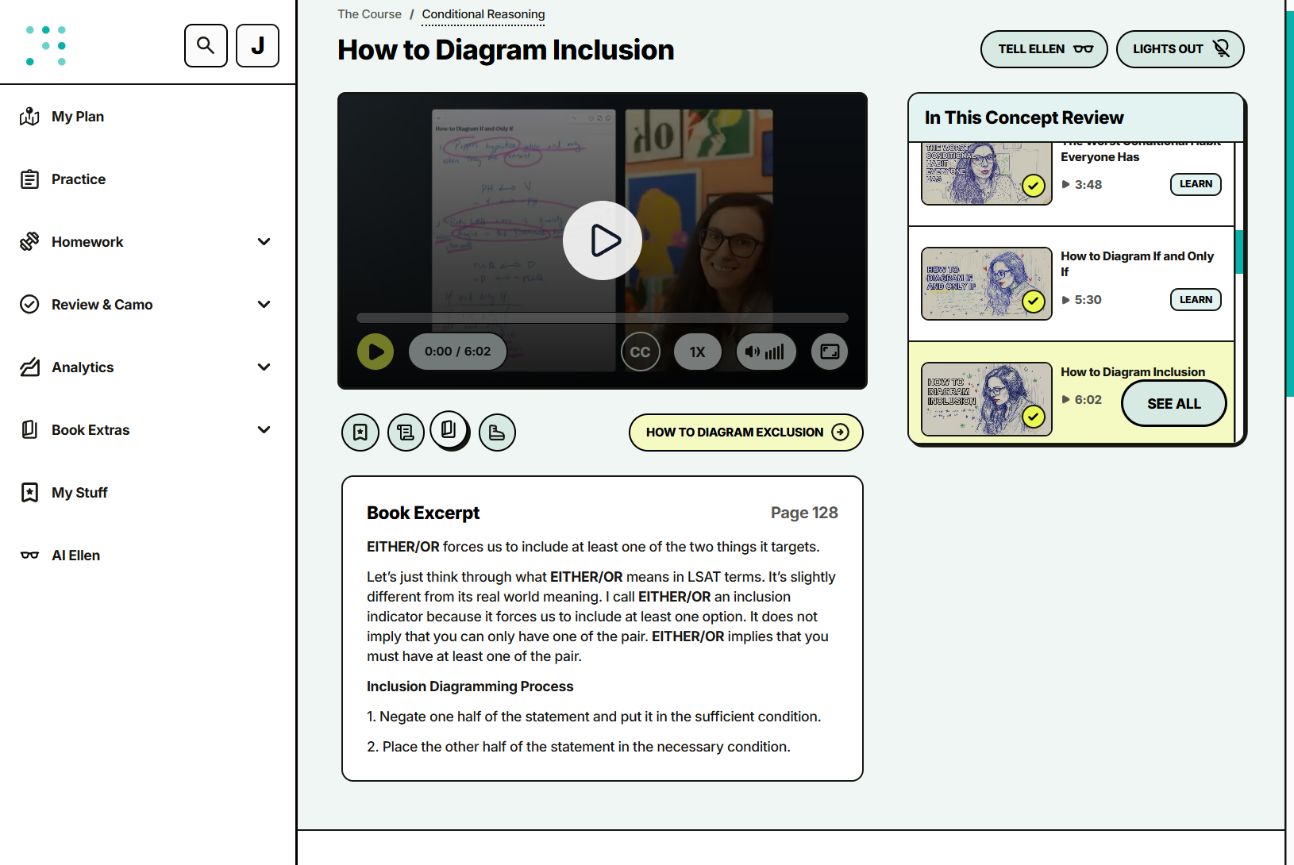 The Course / Conditional Reasoning
How to Diagram Inclusion
TELL ELLEN
LIGHTS OUT
J
My Plan
Practice
Homework
Review & Camo
Analytics
Book Extras
My Stuff
AI Ellen
How to Diagram If and Only If
0:00 / 6:02
CC
1X
HOW TO DIAGRAM EXCLUSION
In This Concept Review
THE WORST
CONDITIONAL
HABIT
EVERYONE
HAS
The Worst Conditional Habit
Everyone Has
3:48
LEARN
HOW TO
DIAGRAM IF
AND ONLY IF
How to Diagram If and Only
If
5:30
LEARN
HOW TO
DIAGRAM
INCLUSION
How to Diagram Inclusion
6:02
SEE ALL
Book Excerpt
Page 128
EITHER/OR forces us to include at least one of the two things it targets.
Let’s just think through what EITHER/OR means in LSAT terms. It’s slightly
different from its real world meaning. I call EITHER/OR an inclusion
indicator because it forces us to include at least one option. It does not
imply that you can only have one of the pair. EITHER/OR implies that you
must have at least one of the pair.
Inclusion Diagramming Process
1. Negate one half of the statement and put it in the sufficient condition.
2. Place the other half of the statement in the necessary condition.